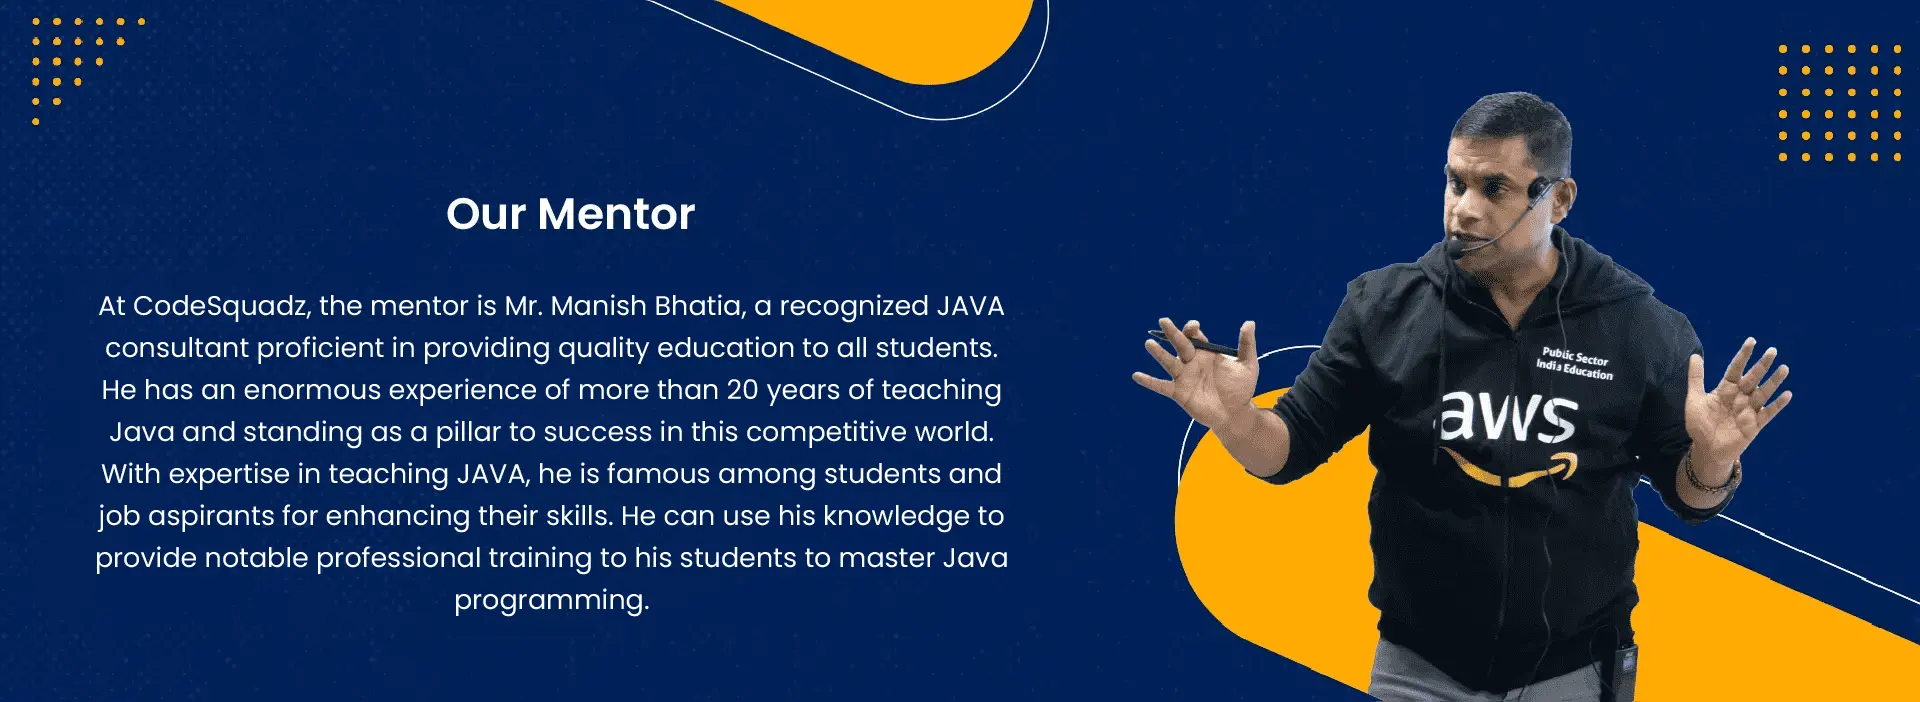 Our Mentor
At CodeSquadz, the mentor is Mr. Manish Bhatia, a recognized JAVA
consultant proficient in providing quality education to all students.
He has an enormous experience of more than 20 years of teaching
Java and standing as a pillar to success in this competitive world.
With expertise in teaching JAVA, he is famous among students and
job aspirants for enhancing their skills. He can use his knowledge to
provide notable professional training to his students to master Java
programming.
Public Sector
India Education
aws